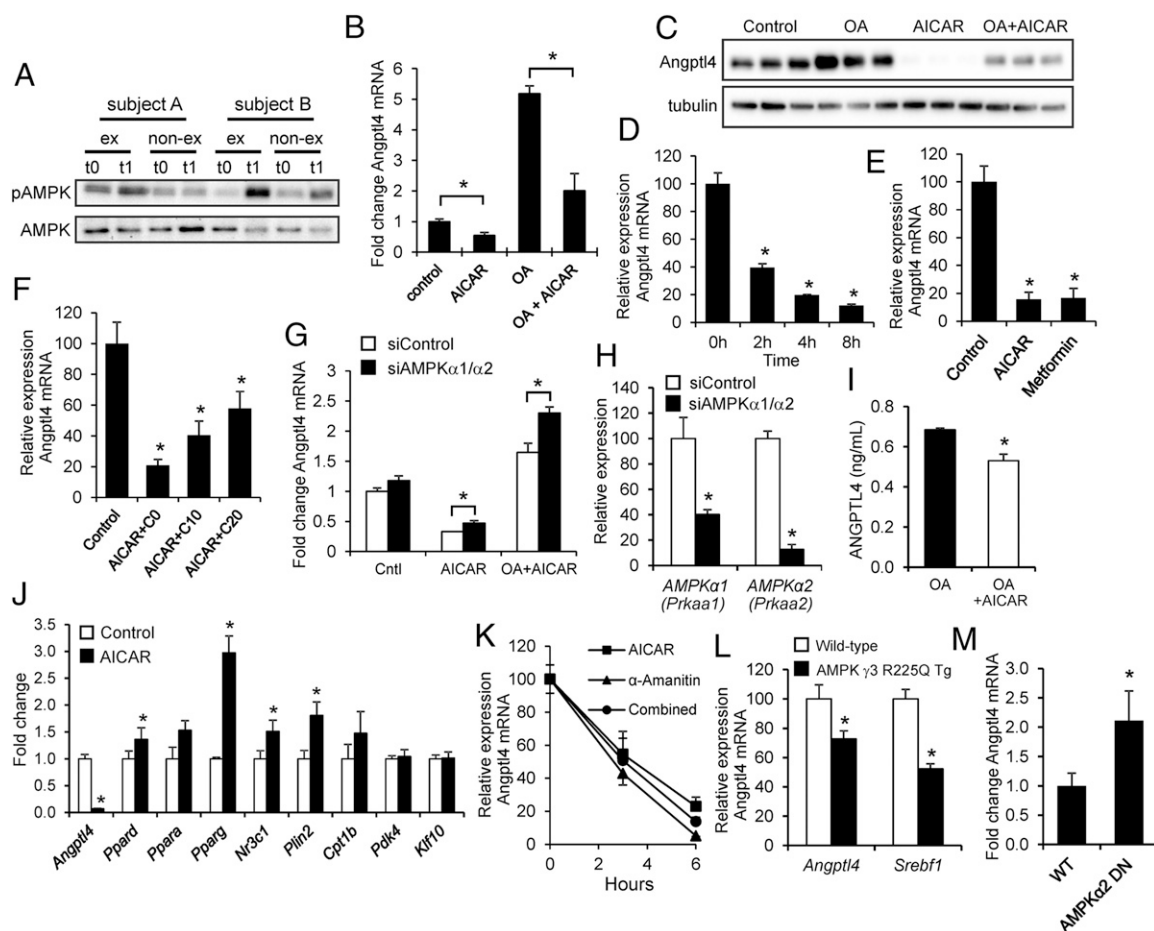 A
subject A
subject B
ex
non-ex
ex
non-ex
t0
t1
t0
t1
t0
t1
t0
t1
pAMPK
AMPK
B
Fold change Angptl4 mRNA
6
5
4
3
2
1
0
*
*
control
AICAR
OA
OA + AICAR
C
Control
OA
AICAR
OA+AICAR
Angptl4
tubulin
D
Relative expression
Angptl4 mRNA
120
100
80
60
40
20
0
*
*
*
0h
2h
4h
8h
Time
E
Relative expression
Angptl4 mRNA
120
100
80
60
40
20
0
*
*
Control
AICAR
Metformin
F
Relative expression
Angptl4 mRNA
120
100
80
60
40
20
0
*
*
*
Control
AICAR+C0
AICAR+C10
AICAR+C20
G
siControl
siAMPKα1/α2
Fold change Angptl4 mRNA
3
2.5
2
1.5
1
0.5
0
*
*
Cntl
AICAR
OA+AICAR
H
siControl
siAMPKα1/α2
Relative expression
140
120
100
80
60
40
20
0
*
*
AMPKα1
(Prkaa1)
AMPKα2
(Prkaa2)
I
ANGPTL4 (ng/mL)
0.8
0.6
0.4
0.2
0.0
*
OA
OA
+AICAR
J
Control
AICAR
Fold change
3.5
3.0
2.5
2.0
1.5
1.0
0.5
0.0
*
*
*
*
*
Angptl4
Ppard
Ppara
Pparg
Nr3c1
Plin2
Cpt1b
Pdk4
Klf10
K
AICAR
α-Amanitin
Combined
Relative expression
Angptl4 mRNA
120
100
80
60
40
20
0
0
2
4
6
Hours
L
Wild-type
AMPK γ3 R225Q Tg
Relative expression
Angptl4 mRNA
120
100
80
60
40
20
0
*
*
Angptl4
Srebf1
M
Fold change Angptl4 mRNA
3.0
2.5
2.0
1.5
1.0
0.5
0.0
*
WT
AMPKα2 DN